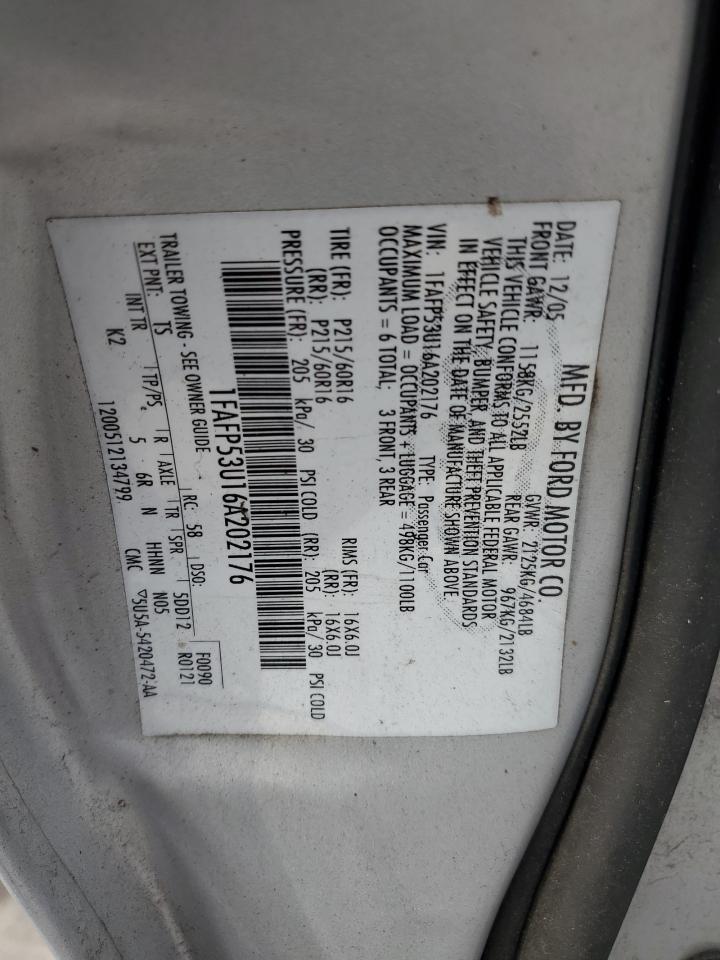 MFD. BY FORD MOTOR CO.
DATE: 12/05 GVWR: 2125KG/4684LB
FRONT GAWR: 1158KG/2552LB REAR GAWR: 967KG/2132LB
THIS VEHICLE CONFORMS TO ALL APPLICABLE FEDERAL MOTOR
VEHICLE SAFETY, BUMPER, AND THEFT PREVENTION STANDARDS
IN EFFECT ON THE DATE OF MANUFACTURE SHOWN ABOVE.
VIN: 1FAFP53U16A202176 TYPE: Passenger Car
MAXIMUM LOAD = OCCUPANTS + LUGGAGE = 498KG/1100LB
OCCUPANTS = 6 TOTAL, 3 FRONT, 3 REAR
TIRE (FR): P215/60R16 RIMS (FR): 16X6.0J
(RR): P215/60R16 (RR): 16X6.0J
PRESSURE (FR): 205 kPa/ 30 PSI COLD (RR): 205 kPa/ 30 PSI COLD
1FAFP53U16A202176
TRAILER TOWING - SEE OWNER GUIDE
F0090
R0121
EXT PNT: TS RC: 58 DSO: 5DD12
INT TR TP/PS R AXLE TR SPR
K2 5 6R N HHNN N05
1200512134799 CMC ▽5U5A-5420472-AA